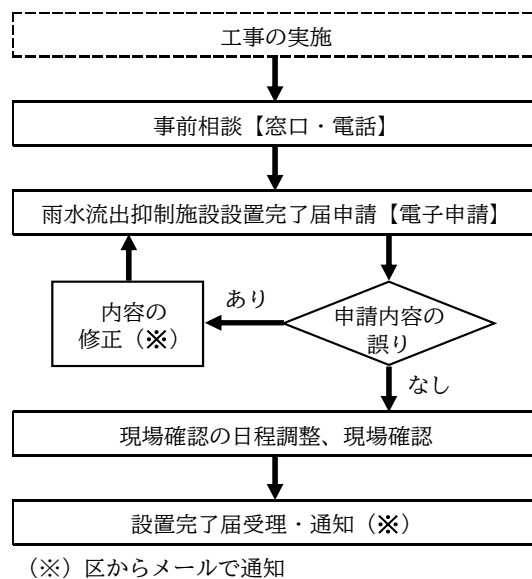 工事の実施
事前相談【窓口・電話】
雨水流出抑制施設設置完了届申請【電子申請】
内容の
修正（※）
あり
申請内容の
誤り
なし
現場確認の日程調整、現場確認
設置完了届受理・通知（※）
（※）区からメールで通知